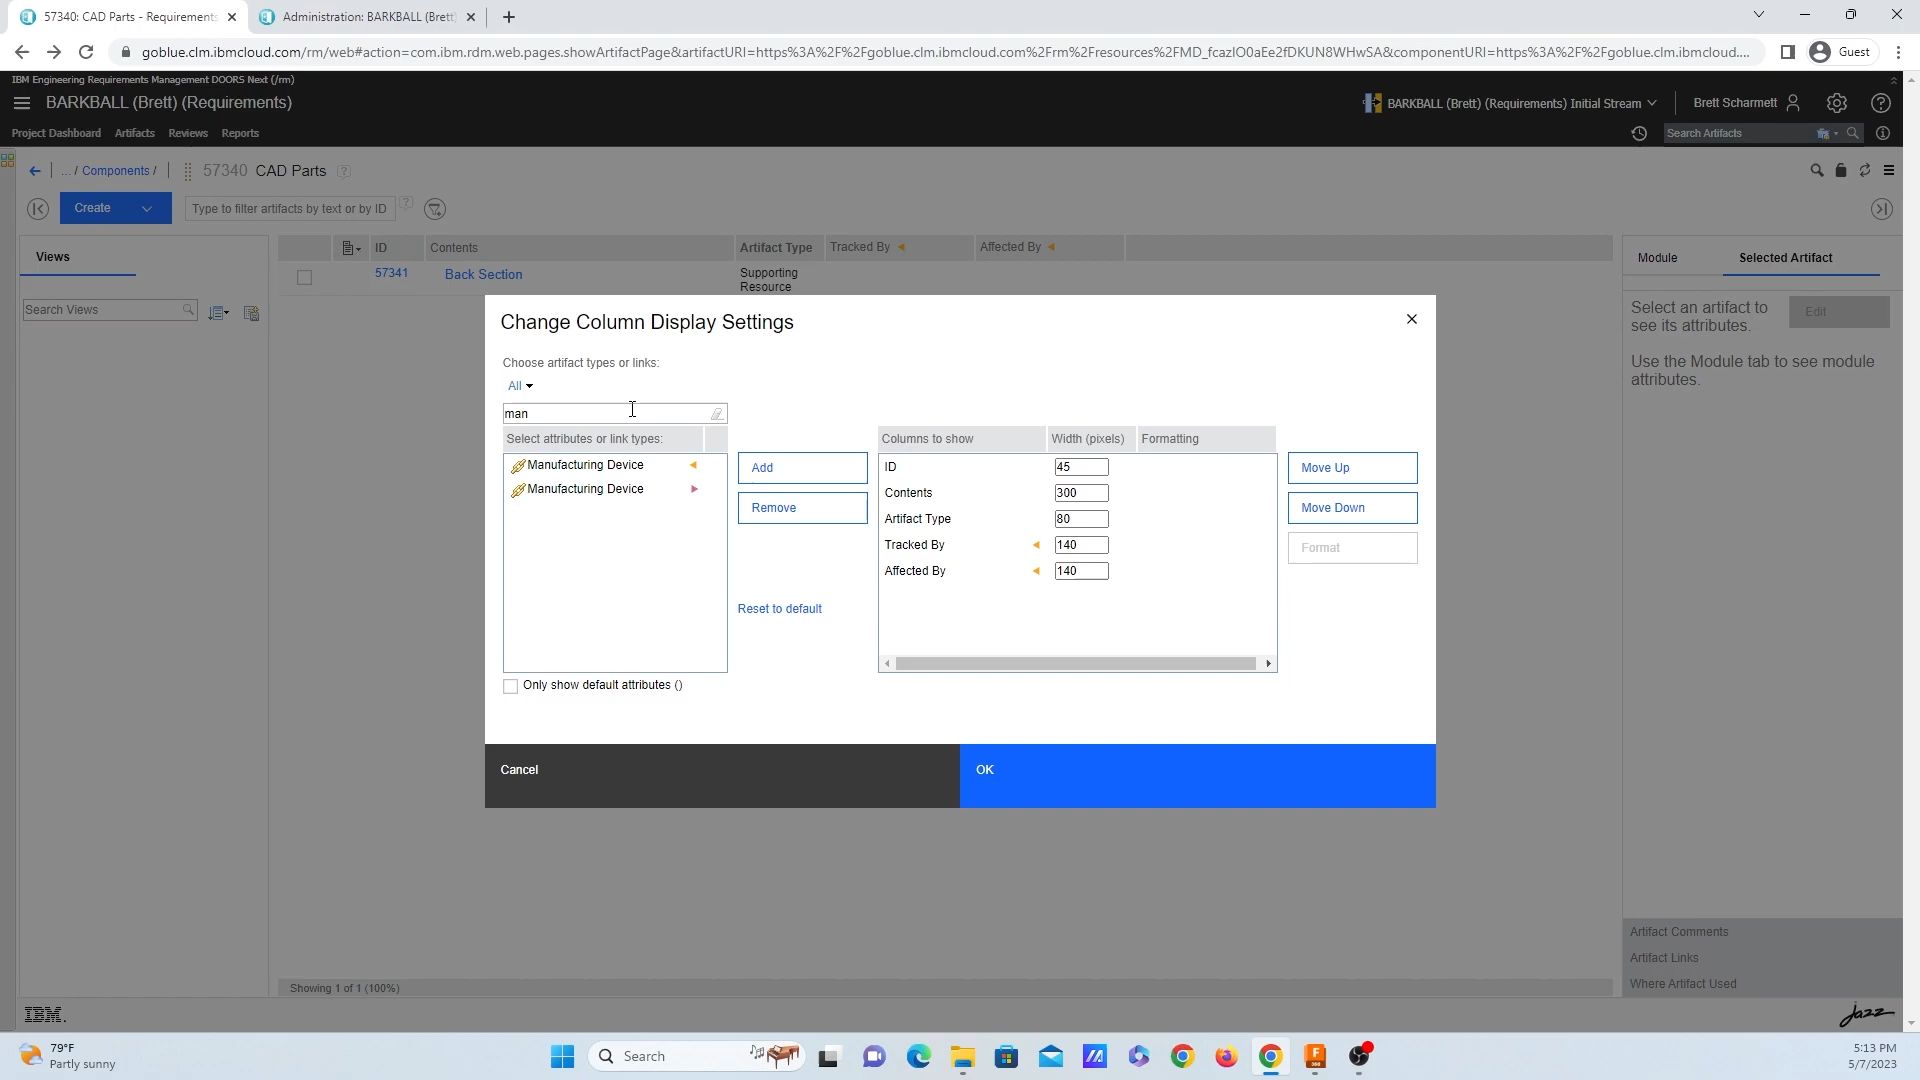 57340: CAD Parts - Requirements
Administration: BARKBALL (Brett)
goblue.clm.ibmcloud.com/rm/web#action=com.ibm.rdm.web.pages.showArtifactPage&artifactURI=https%3A%2F%2Fgoblue.clm.ibmcloud.com%2Frm%2Fresources%2FMD_fcazIO0aEe2fDKUN8WHwSA&componentURI=https%3A%2F%2Fgoblue.clm.ibmcloud....
Guest
IBM Engineering Requirements Management DOORS Next (/rm)
BARKBALL (Brett) (Requirements)
BARKBALL (Brett) (Requirements) Initial Stream
Brett Scharmett
Project Dashboard Artifacts Reviews Reports
Search Artifacts
... / Components / 57340 CAD Parts ?
Create
Type to filter artifacts by text or by ID
?
Views
Search Views
ID Contents Artifact Type Tracked By Affected By
57341 Back Section Supporting
Resource
Module Selected Artifact
Select an artifact to
see its attributes.
Edit
Use the Module tab to see module
attributes.
Change Column Display Settings
Choose artifact types or links:
All
man
Select attributes or link types:
Manufacturing Device
Manufacturing Device
Add
Remove
Reset to default
Columns to show Width (pixels) Formatting
ID 45
Contents 300
Artifact Type 80
Tracked By 140
Affected By 140
Move Up
Move Down
Format
Only show default attributes ()
Cancel
OK
Artifact Comments
Artifact Links
Where Artifact Used
Showing 1 of 1 (100%)
IBM.
Jazz
79°F
Partly sunny
Search
5:13 PM
5/7/2023